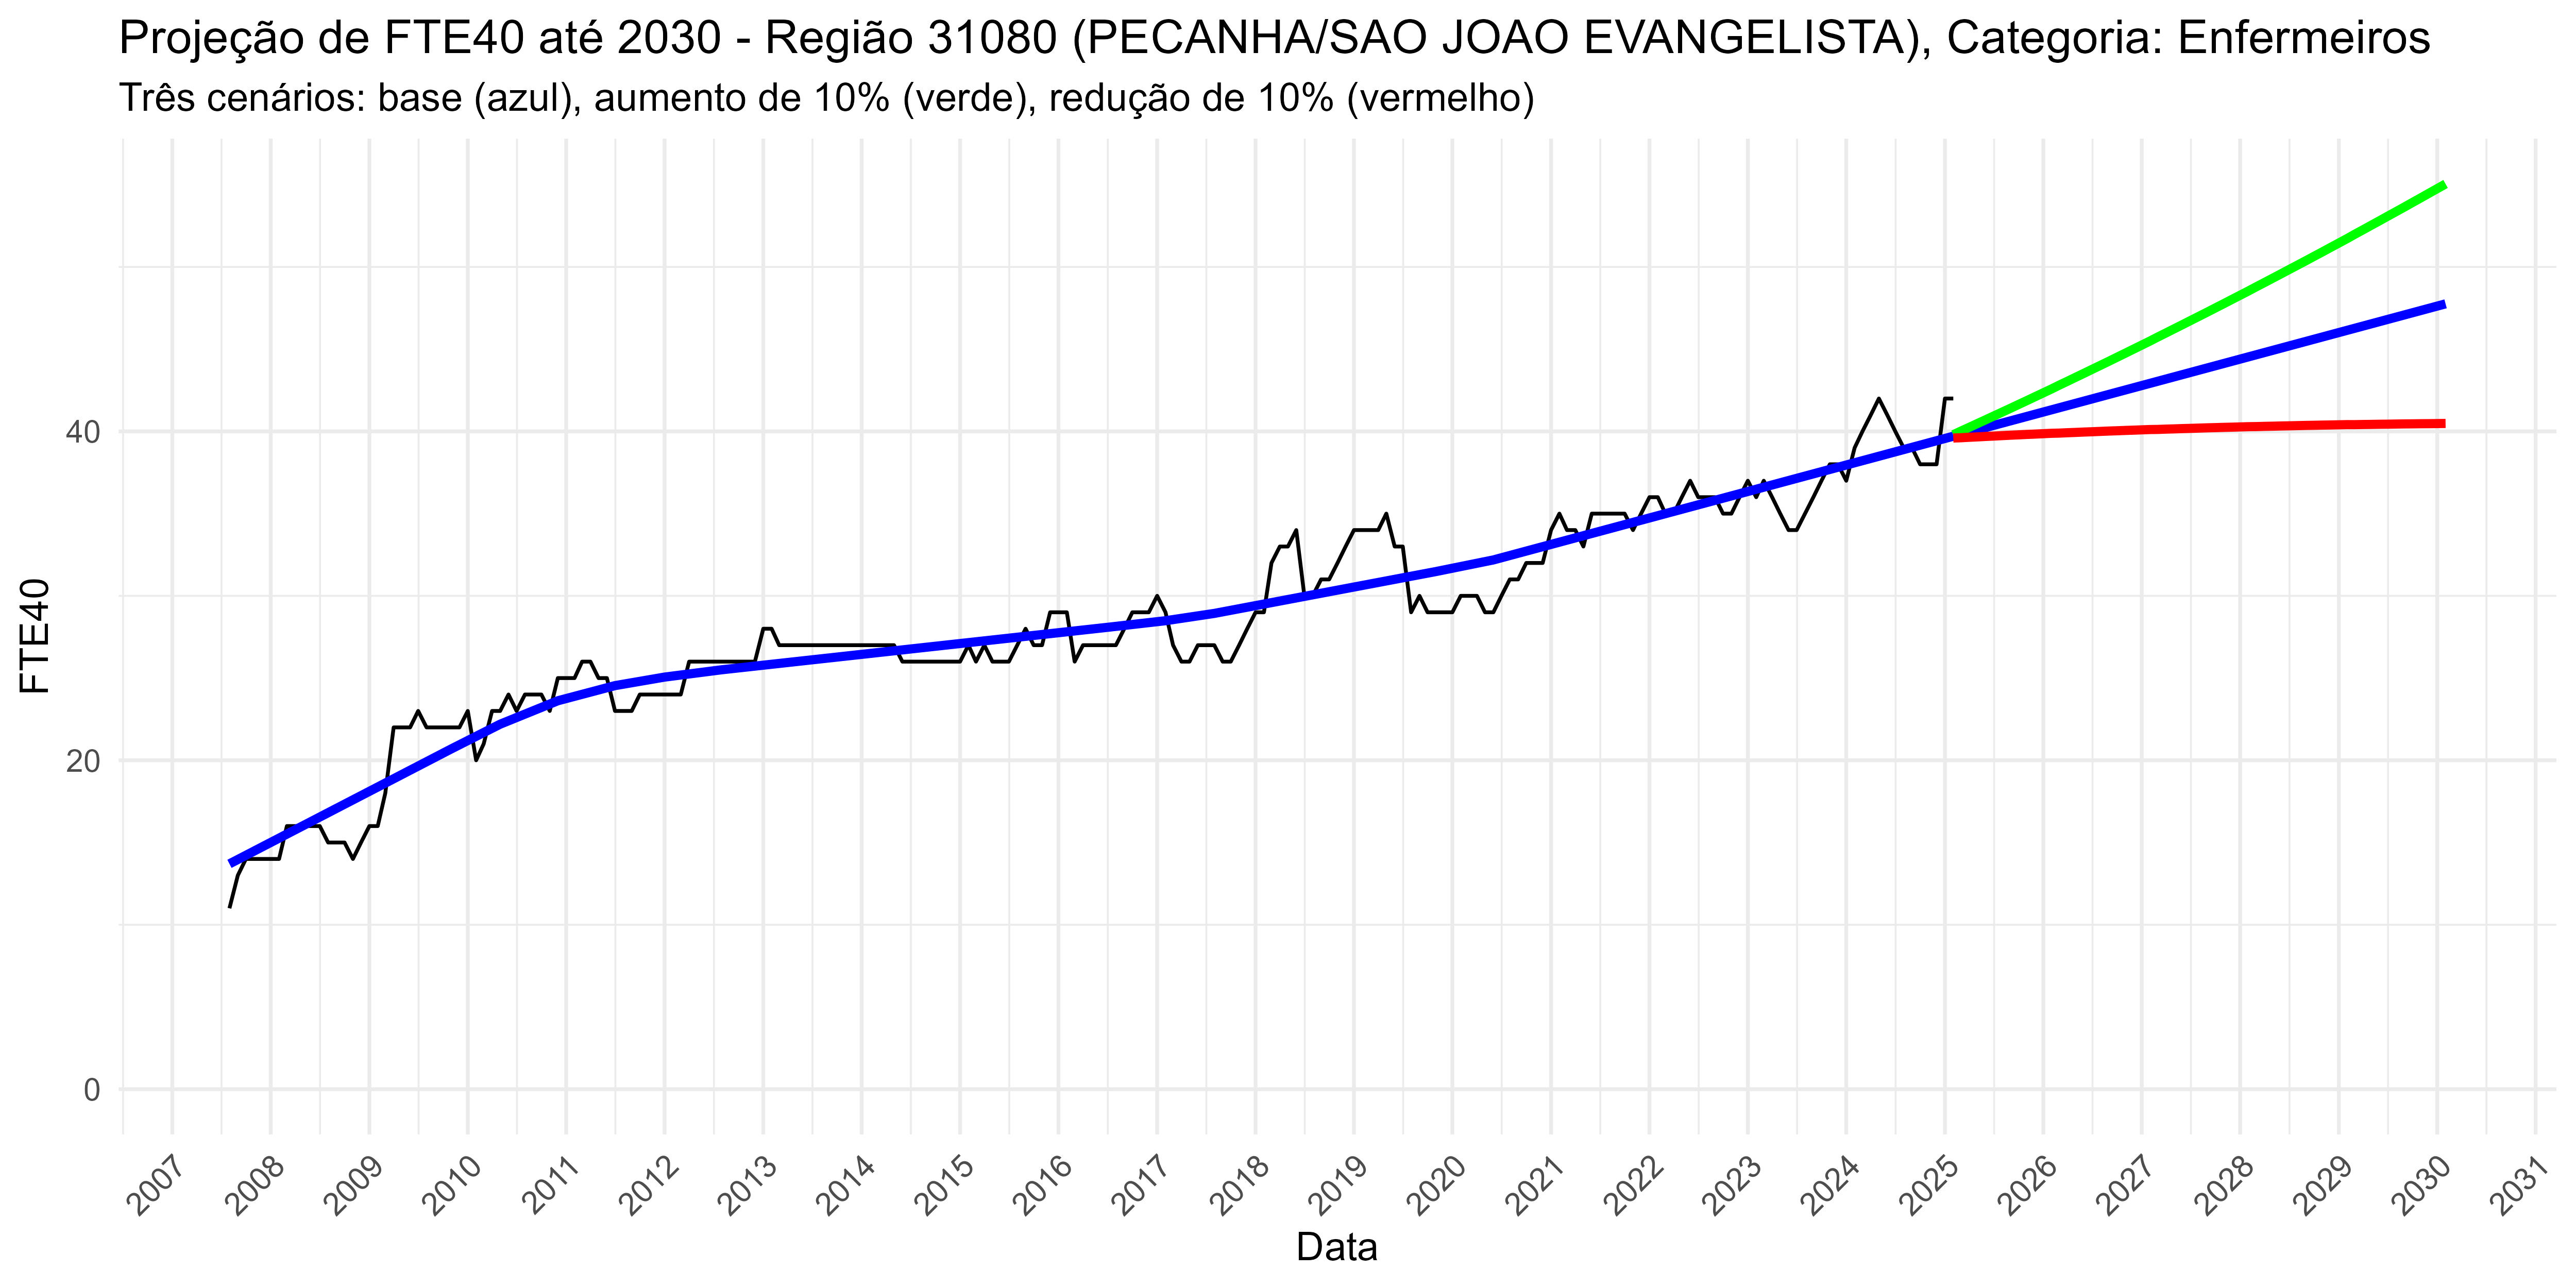 Projeção de FTE40 até 2030 - Região 31080 (PECANHA/SAO JOAO EVANGELISTA), Categoria: Enfermeiros
Três cenários: base (azul), aumento de 10% (verde), redução de 10% (vermelho)
FTE40
40
20
0
2007 2008 2009 2010 2011 2012 2013 2014 2015 2016 2017 2018 2019 2020 2021 2022 2023 2024 2025 2026 2027 2028 2029 2030 2031
Data